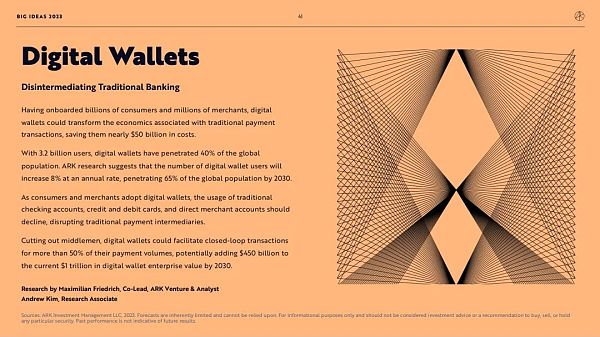 BIG IDEAS 2023
41
Digital Wallets
Disintermediating Traditional Banking
Having onboarded billions of consumers and millions of merchants, digital
wallets could transform the economics associated with traditional payment
transactions, saving them nearly $50 billion in costs.
With 3.2 billion users, digital wallets have penetrated 40% of the global
population. ARK research suggests that the number of digital wallet users will
increase 8% at an annual rate, penetrating 65% of the global population by 2030.
As consumers and merchants adopt digital wallets, the usage of traditional
checking accounts, credit and debit cards, and direct merchant accounts should
decline, disrupting traditional payment intermediaries.
Cutting out middlemen, digital wallets could facilitate closed-loop transactions
for more than 50% of their payment volumes, potentially adding $450 billion to
the current $1 trillion in digital wallet enterprise value by 2030.
Research by Maximilian Friedrich, Co-Lead, ARK Venture & Analyst
Andrew Kim, Research Associate
Sources: ARK Investment Management LLC, 2023. Forecasts are inherently limited and cannot be relied upon. For informational purposes only and should not be considered investment advice or a recommendation to buy, sell, or hold
any particular security. Past performance is not indicative of future results.